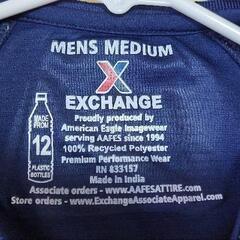 MENS MEDIUM
X
EXCHANGE
Proudly produced by
American Eagle Imagewear
serving AAFES since 1994
100% Recycled Polyester
Premium Performance Wear
RN 833157
Made in India
MADE FROM
12
PLASTIC
BOTTLES
Associate orders - www.AAFESATTIRE.com
Store orders - www.ExchangeAssociateApparel.com